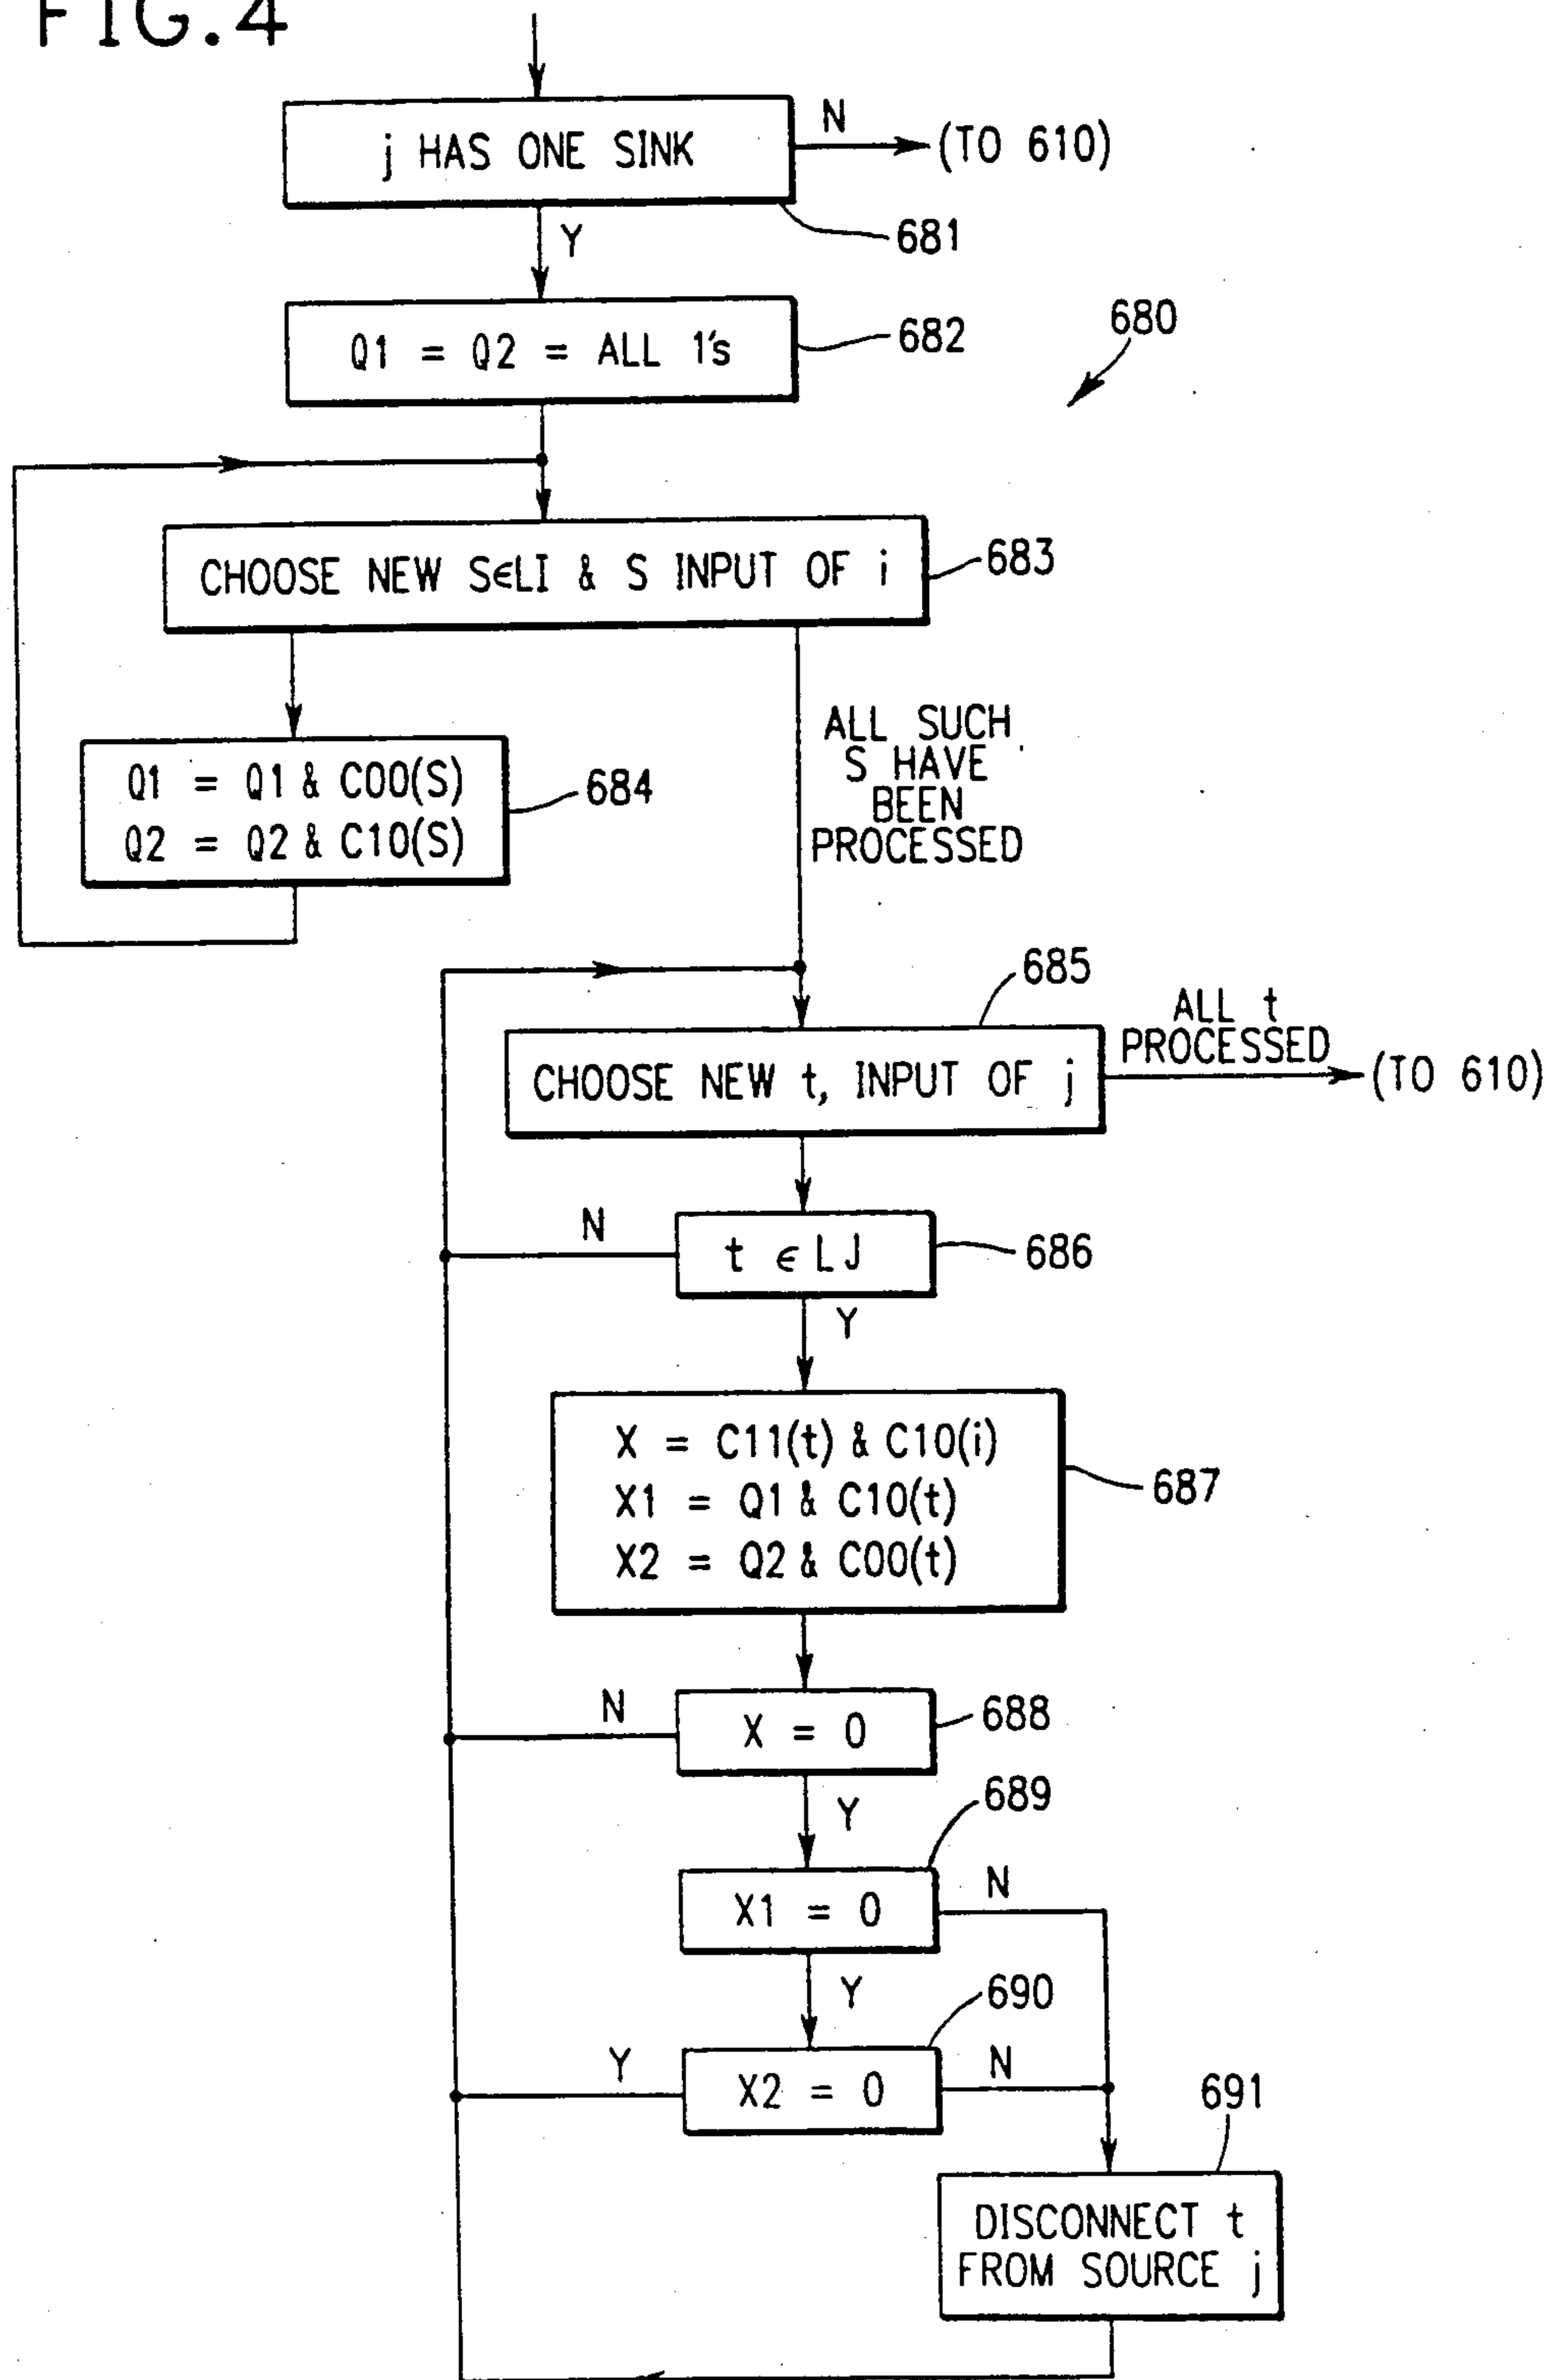 FIG.4
j HAS ONE SINK
N
(TO 610)
681
Y
Q1 = Q2 = ALL 1's
682
680
CHOOSE NEW S∈LI & S INPUT OF i
683
Q1 = Q1 & C00(S)
Q2 = Q2 & C10(S)
684
ALL SUCH
S HAVE
BEEN
PROCESSED
685
CHOOSE NEW t, INPUT OF j
ALL t
PROCESSED
(TO 610)
N
t ∈ LJ
686
Y
X = C11(t) & C10(i)
X1 = Q1 & C10(t)
X2 = Q2 & C00(t)
687
N
X = 0
688
Y
689
X1 = 0
N
Y
690
Y
X2 = 0
N
691
DISCONNECT t
FROM SOURCE j